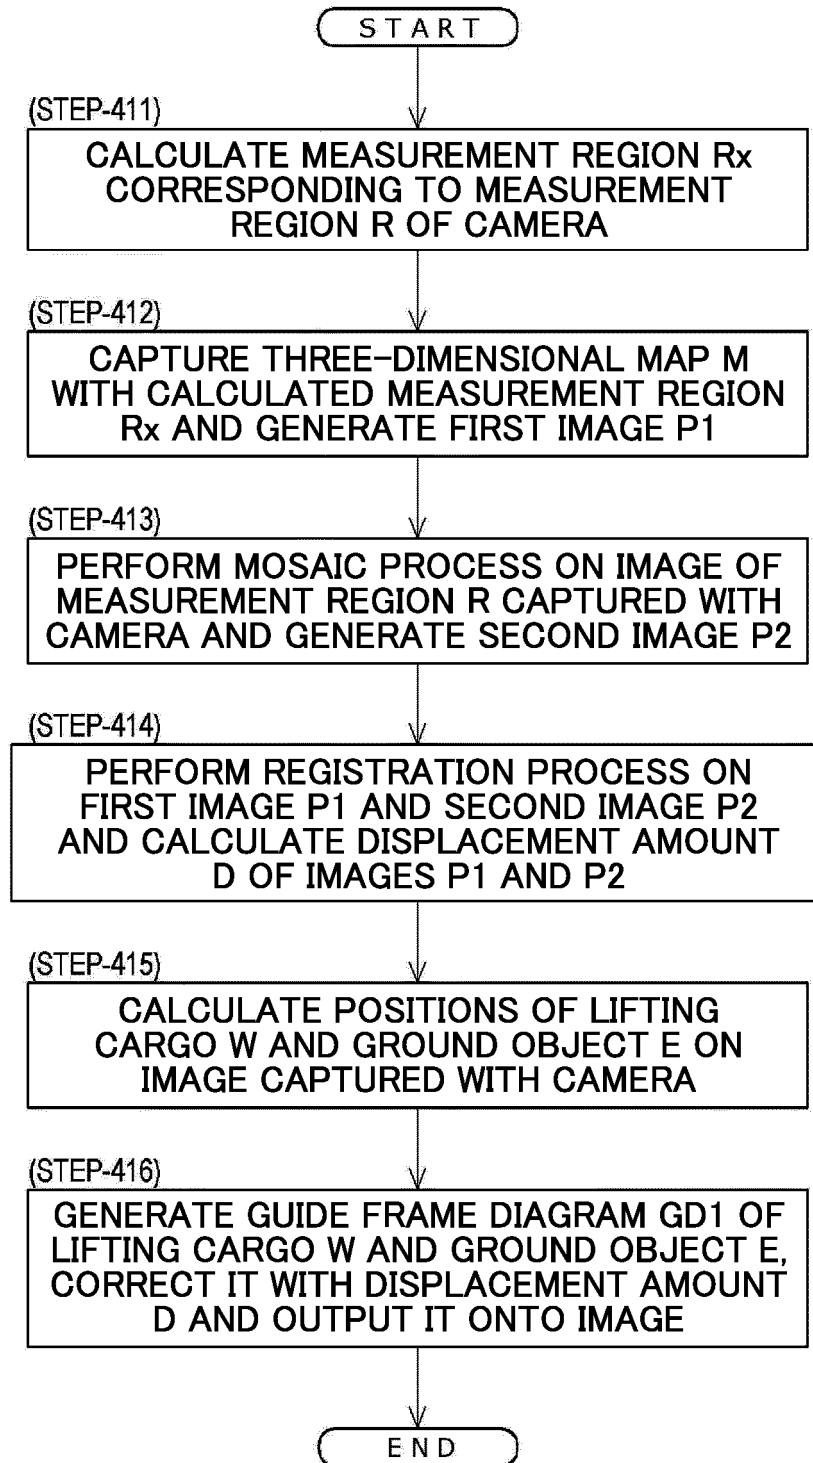 START
(STEP-411)
CALCULATE MEASUREMENT REGION Rx
CORRESPONDING TO MEASUREMENT
REGION R OF CAMERA
(STEP-412)
CAPTURE THREE-DIMENSIONAL MAP M
WITH CALCULATED MEASUREMENT REGION
Rx AND GENERATE FIRST IMAGE P1
(STEP-413)
PERFORM MOSAIC PROCESS ON IMAGE OF
MEASUREMENT REGION R CAPTURED WITH
CAMERA AND GENERATE SECOND IMAGE P2
(STEP-414)
PERFORM REGISTRATION PROCESS ON
FIRST IMAGE P1 AND SECOND IMAGE P2
AND CALCULATE DISPLACEMENT AMOUNT
D OF IMAGES P1 AND P2
(STEP-415)
CALCULATE POSITIONS OF LIFTING
CARGO W AND GROUND OBJECT E ON
IMAGE CAPTURED WITH CAMERA
(STEP-416)
GENERATE GUIDE FRAME DIAGRAM GD1 OF
LIFTING CARGO W AND GROUND OBJECT E,
CORRECT IT WITH DISPLACEMENT AMOUNT
D AND OUTPUT IT ONTO IMAGE
END